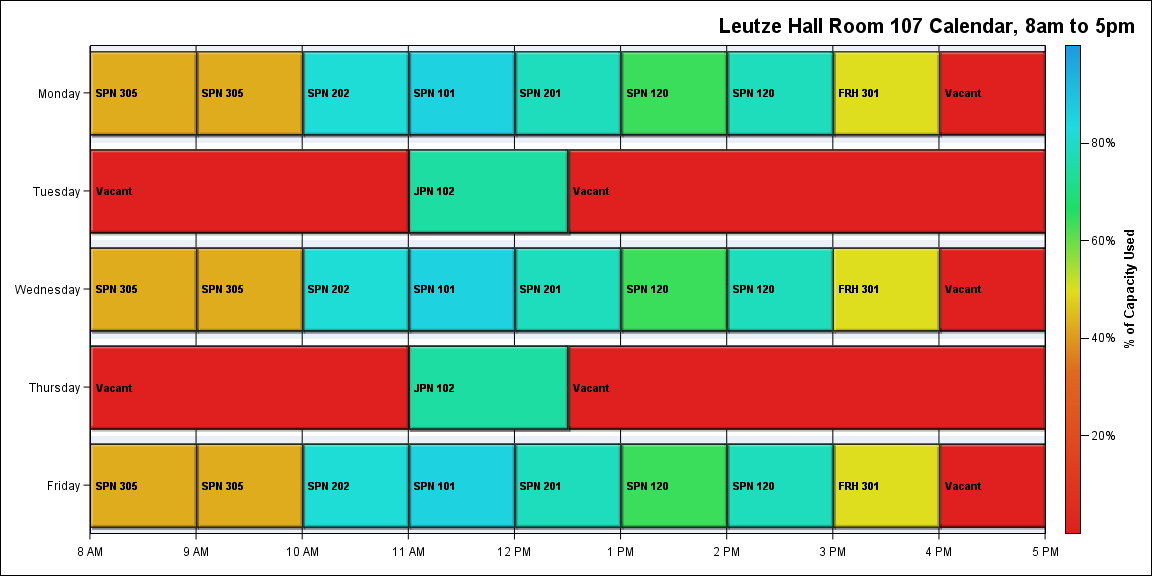 Leutze Hall Room 107 Calendar, 8am to 5pm
Monday
SPN 305
SPN 305
SPN 202
SPN 101
SPN 201
SPN 120
SPN 120
FRH 301
Vacant
Tuesday
Vacant
JPN 102
Vacant
Wednesday
SPN 305
SPN 305
SPN 202
SPN 101
SPN 201
SPN 120
SPN 120
FRH 301
Vacant
Thursday
Vacant
JPN 102
Vacant
Friday
SPN 305
SPN 305
SPN 202
SPN 101
SPN 201
SPN 120
SPN 120
FRH 301
Vacant
8 AM
9 AM
10 AM
11 AM
12 PM
1 PM
2 PM
3 PM
4 PM
5 PM
80%
60%
40%
20%
% of Capacity Used